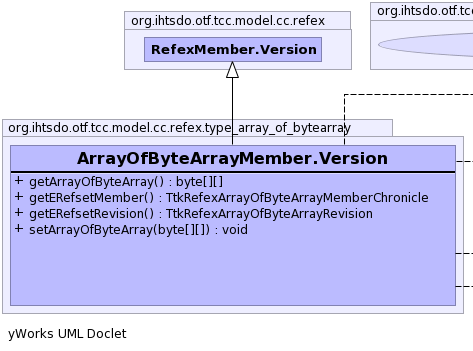 org.ihtsdo.otf.tcc.model.cc.refex
org.ihtsdo.otf.tc
RefexMember.Version
org.ihtsdo.otf.tcc.model.cc.refex.type_array_of_bytearray
ArrayOfByteArrayMember.Version
+ getArrayOfByteArray() : byte[][]
+ getERefsetMember() : TtkRefexArrayOfByteArrayMemberChronicle
+ getERefsetRevision() : TtkRefexArrayOfByteArrayRevision
+ setArrayOfByteArray(byte[][]) : void
yWorks UML Doclet